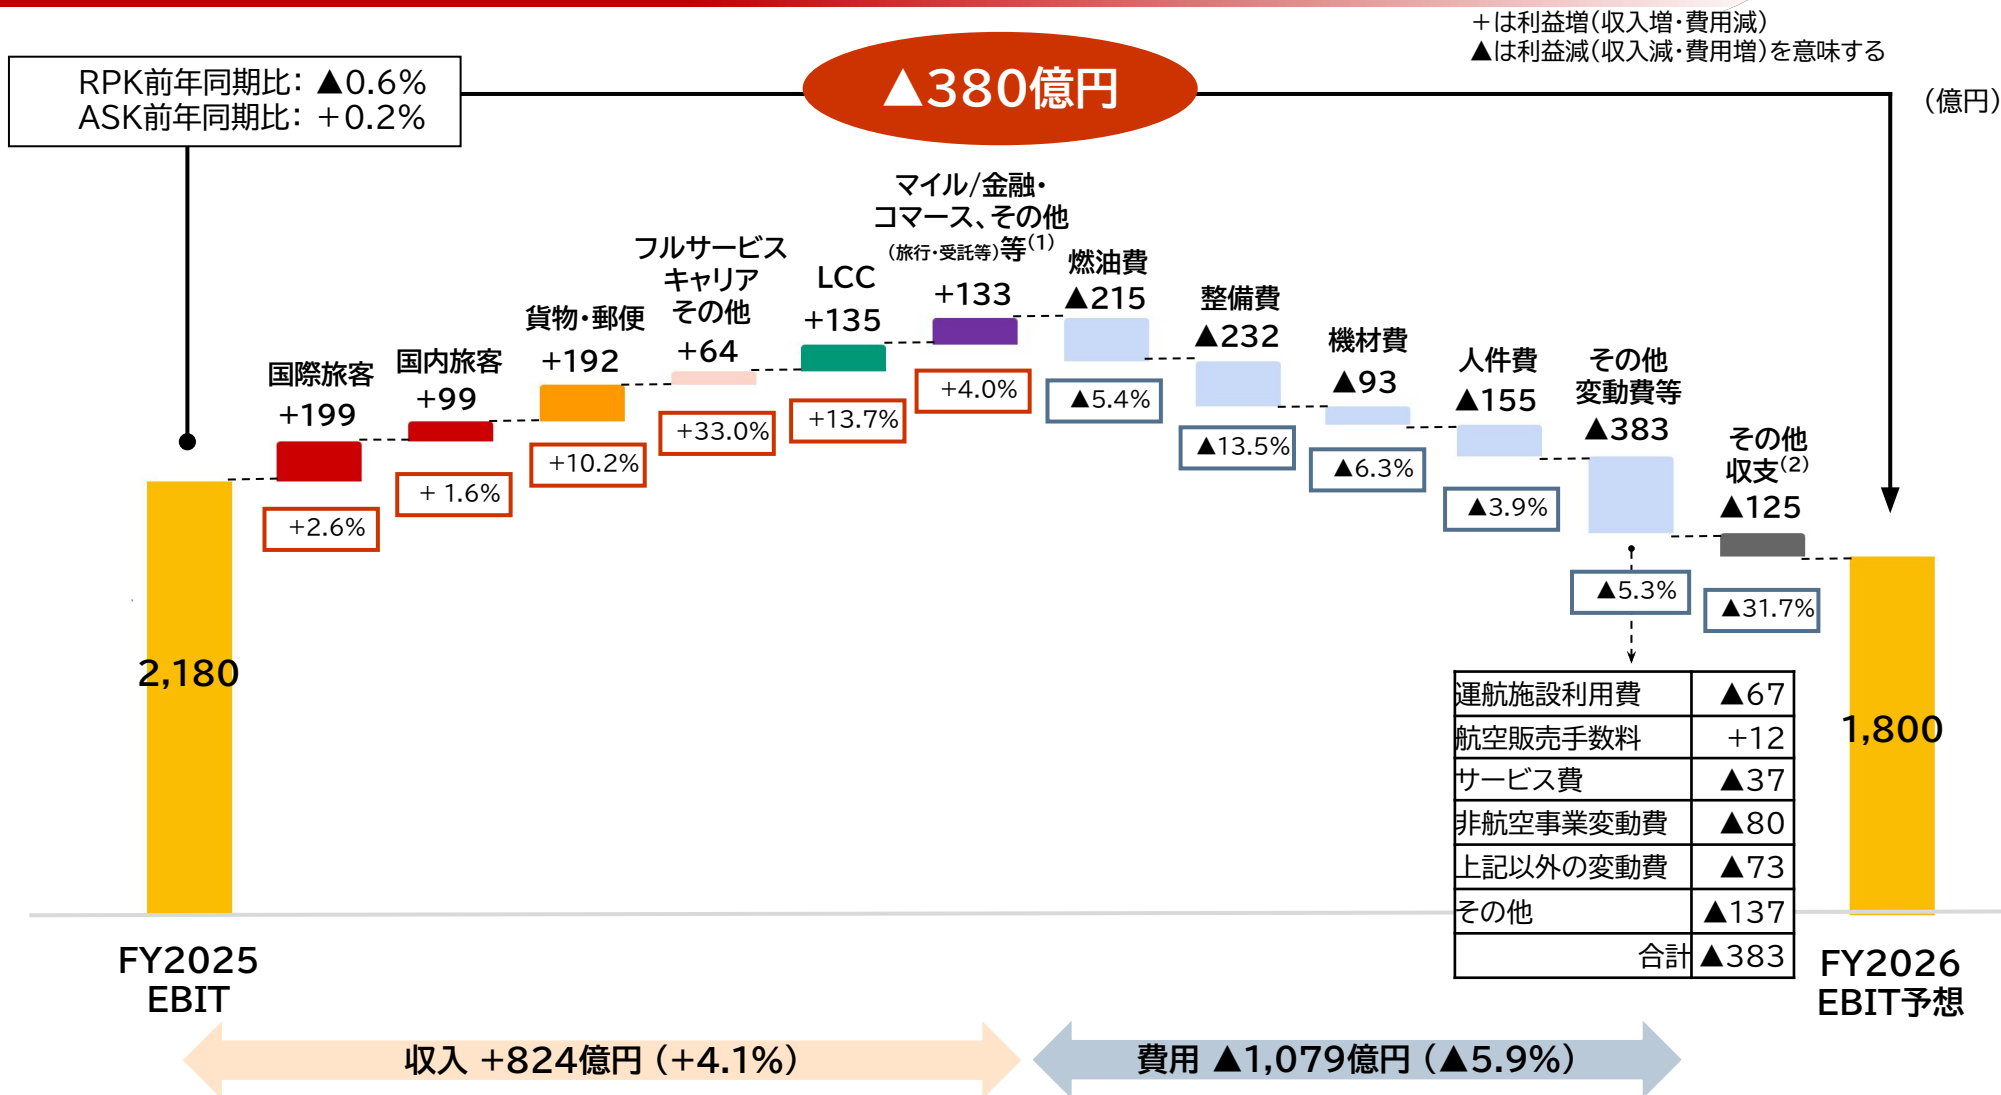 +は利益増(収入増・費用減)
▲は利益減(収入減・費用増)を意味する
RPK前年同期比: ▲0.6%
ASK前年同期比: +0.2%
▲380億円
(億円)
国際旅客
+199
+2.6%
国内旅客
+99
+ 1.6%
貨物・郵便
+192
+10.2%
フルサービス
キャリア
その他
+64
+33.0%
LCC
+135
+13.7%
マイル/金融・
コマース、その他
(旅行・受託等)等(1)
+133
+4.0%
燃油費
▲215
▲5.4%
整備費
▲232
▲13.5%
機材費
▲93
▲6.3%
人件費
▲155
▲3.9%
その他
変動費等
▲383
▲5.3%
その他
収支(2)
▲125
▲31.7%
2,180
1,800
運航施設利用費 ▲67
航空販売手数料 +12
サービス費 ▲37
非航空事業変動費 ▲80
上記以外の変動費 ▲73
その他 ▲137
合計 ▲383
FY2025
EBIT
FY2026
EBIT予想
収入 +824億円 (+4.1%)
費用 ▲1,079億円 (▲5.9%)